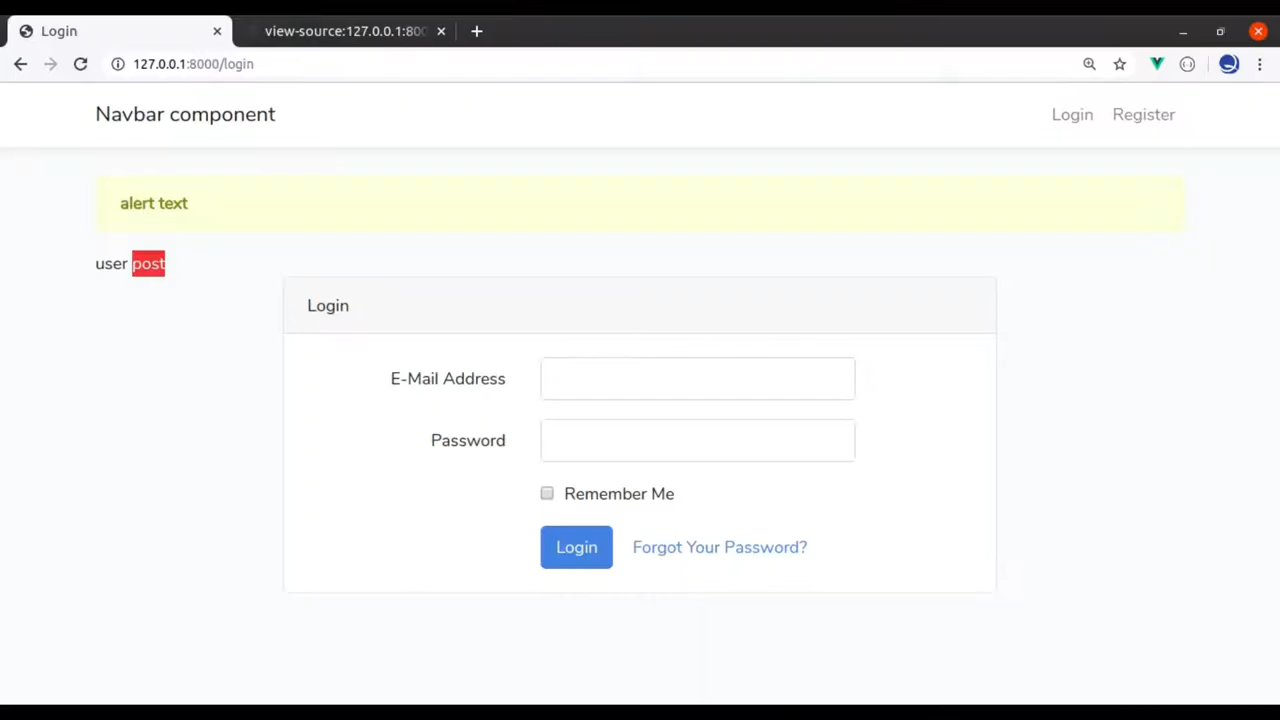 Login
view-source:127.0.0.1:800
127.0.0.1:8000/login
Navbar component
Login Register
alert text
user post
Login
E-Mail Address
Password
Remember Me
Login Forgot Your Password?